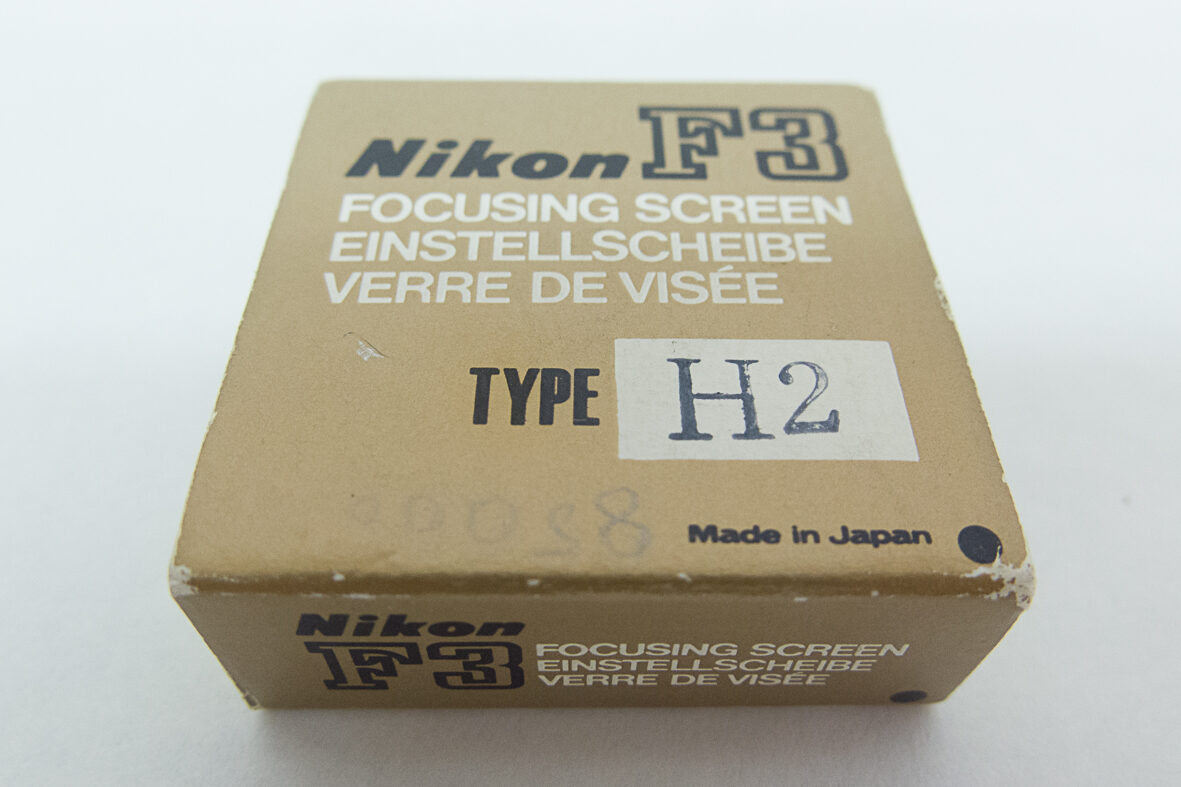 Nikon F3
FOCUSING SCREEN
EINSTELLSCHEIBE
VERRE DE VISÉE
TYPE H2
Made in Japan
Nikon
F3
FOCUSING SCREEN
EINSTELLSCHEIBE
VERRE DE VISÉE